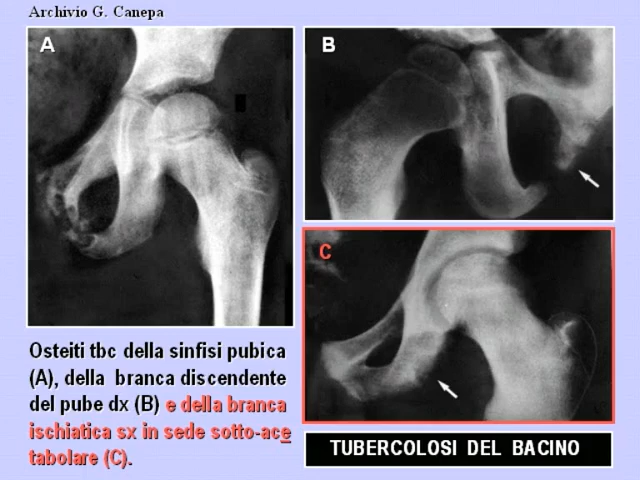 Archivio G. Canepa
A
B
C
Osteiti tbc della sinfisi pubica
(A), della branca discendente
del pube dx (B) e della branca
ischiatica sx in sede sotto-ace
tabolare (C).
TUBERCOLOSI DEL BACINO